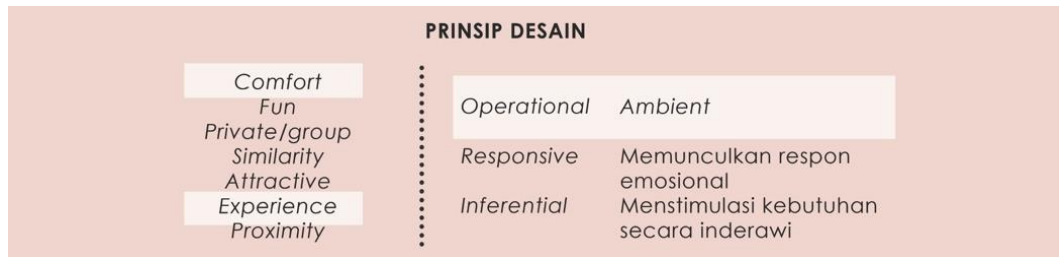 PRINSIP DESAIN
Comfort
Fun
Private/group
Similarity
Attractive
Experience
Proximity
Operational Ambient
Responsive Memunculkan respon
emosional
Inferential Menstimulasi kebutuhan
secara inderawi